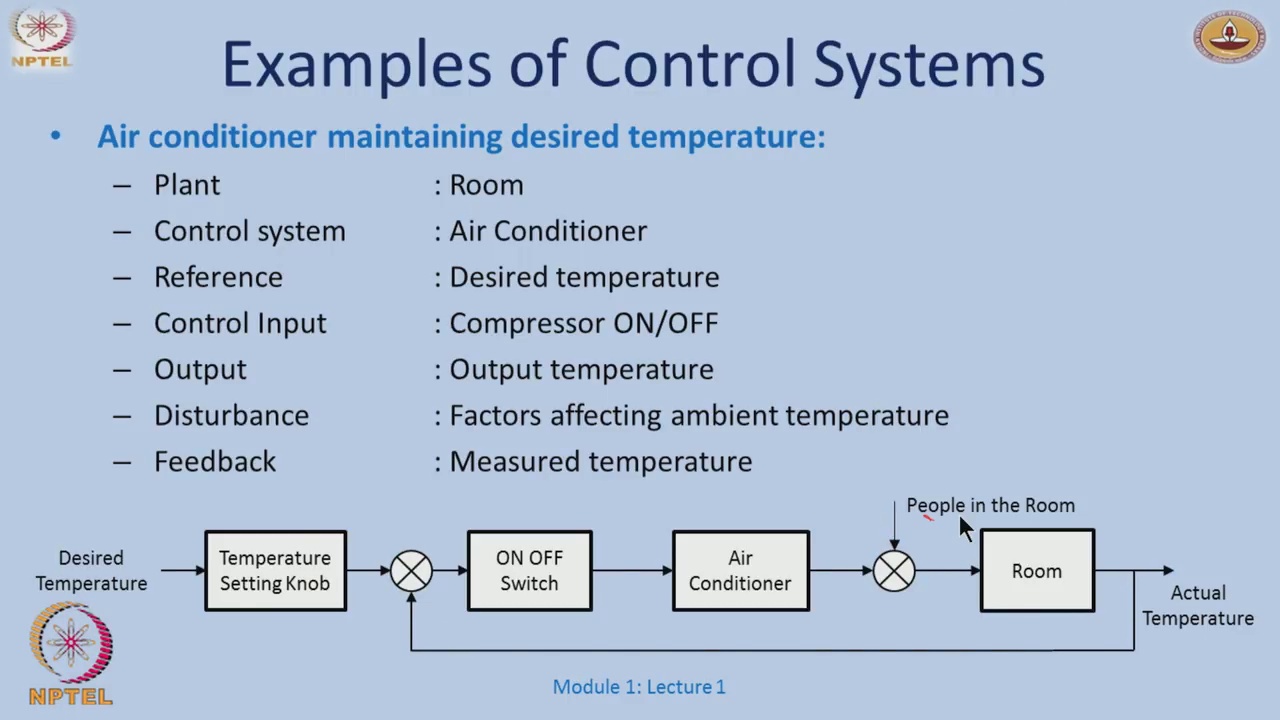 NPTEL
Examples of Control Systems
• Air conditioner maintaining desired temperature:
– Plant : Room
– Control system : Air Conditioner
– Reference : Desired temperature
– Control Input : Compressor ON/OFF
– Output : Output temperature
– Disturbance : Factors affecting ambient temperature
– Feedback : Measured temperature
People in the Room
Desired
Temperature
Temperature
Setting Knob
ON OFF
Switch
Air
Conditioner
Room
Actual
Temperature
NPTEL
Module 1: Lecture 1